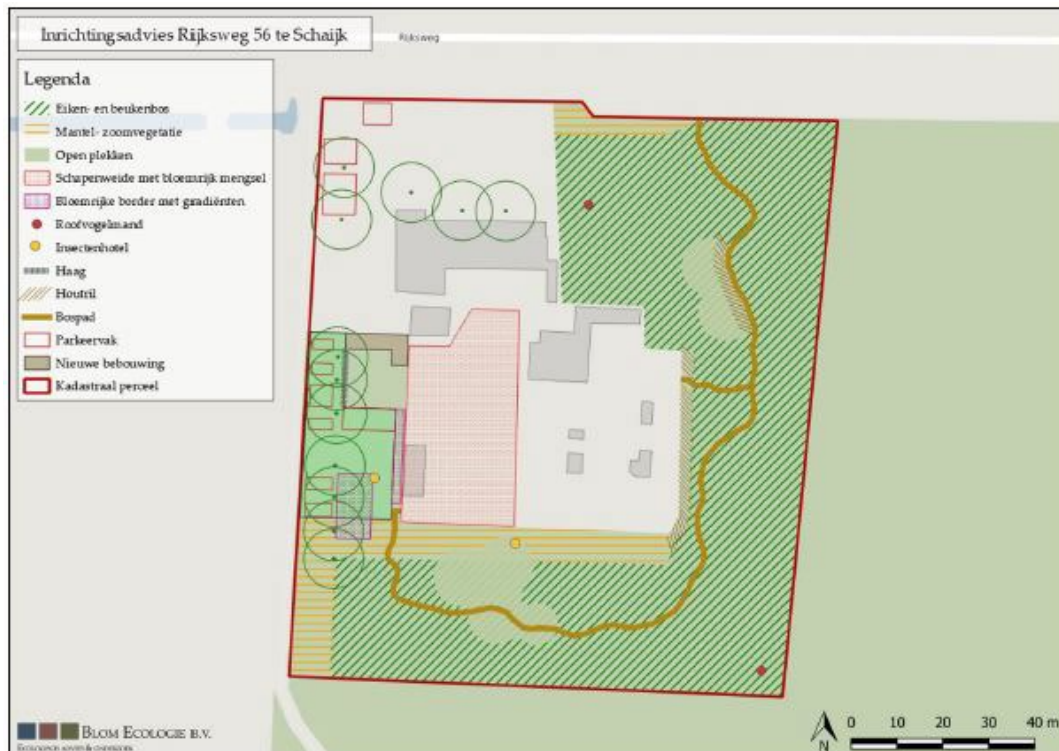 Inrichtingsadvies Rijksweg 56 te Schaijk
Rijksweg
Legenda
Eiken- en beukenbos
Mantel- zoomvegetatie
Open plekken
Schapenweide met bloemrijk mengsel
Bloemrijke border met gradiënten
Roofvogelmand
Insectenhotel
Haag
Houtril
Bospad
Parkeervak
Nieuwe bebouwing
Kadastraal perceel
BLOM ECOLOGIE B.V.
N
0 10 20 30 40 m